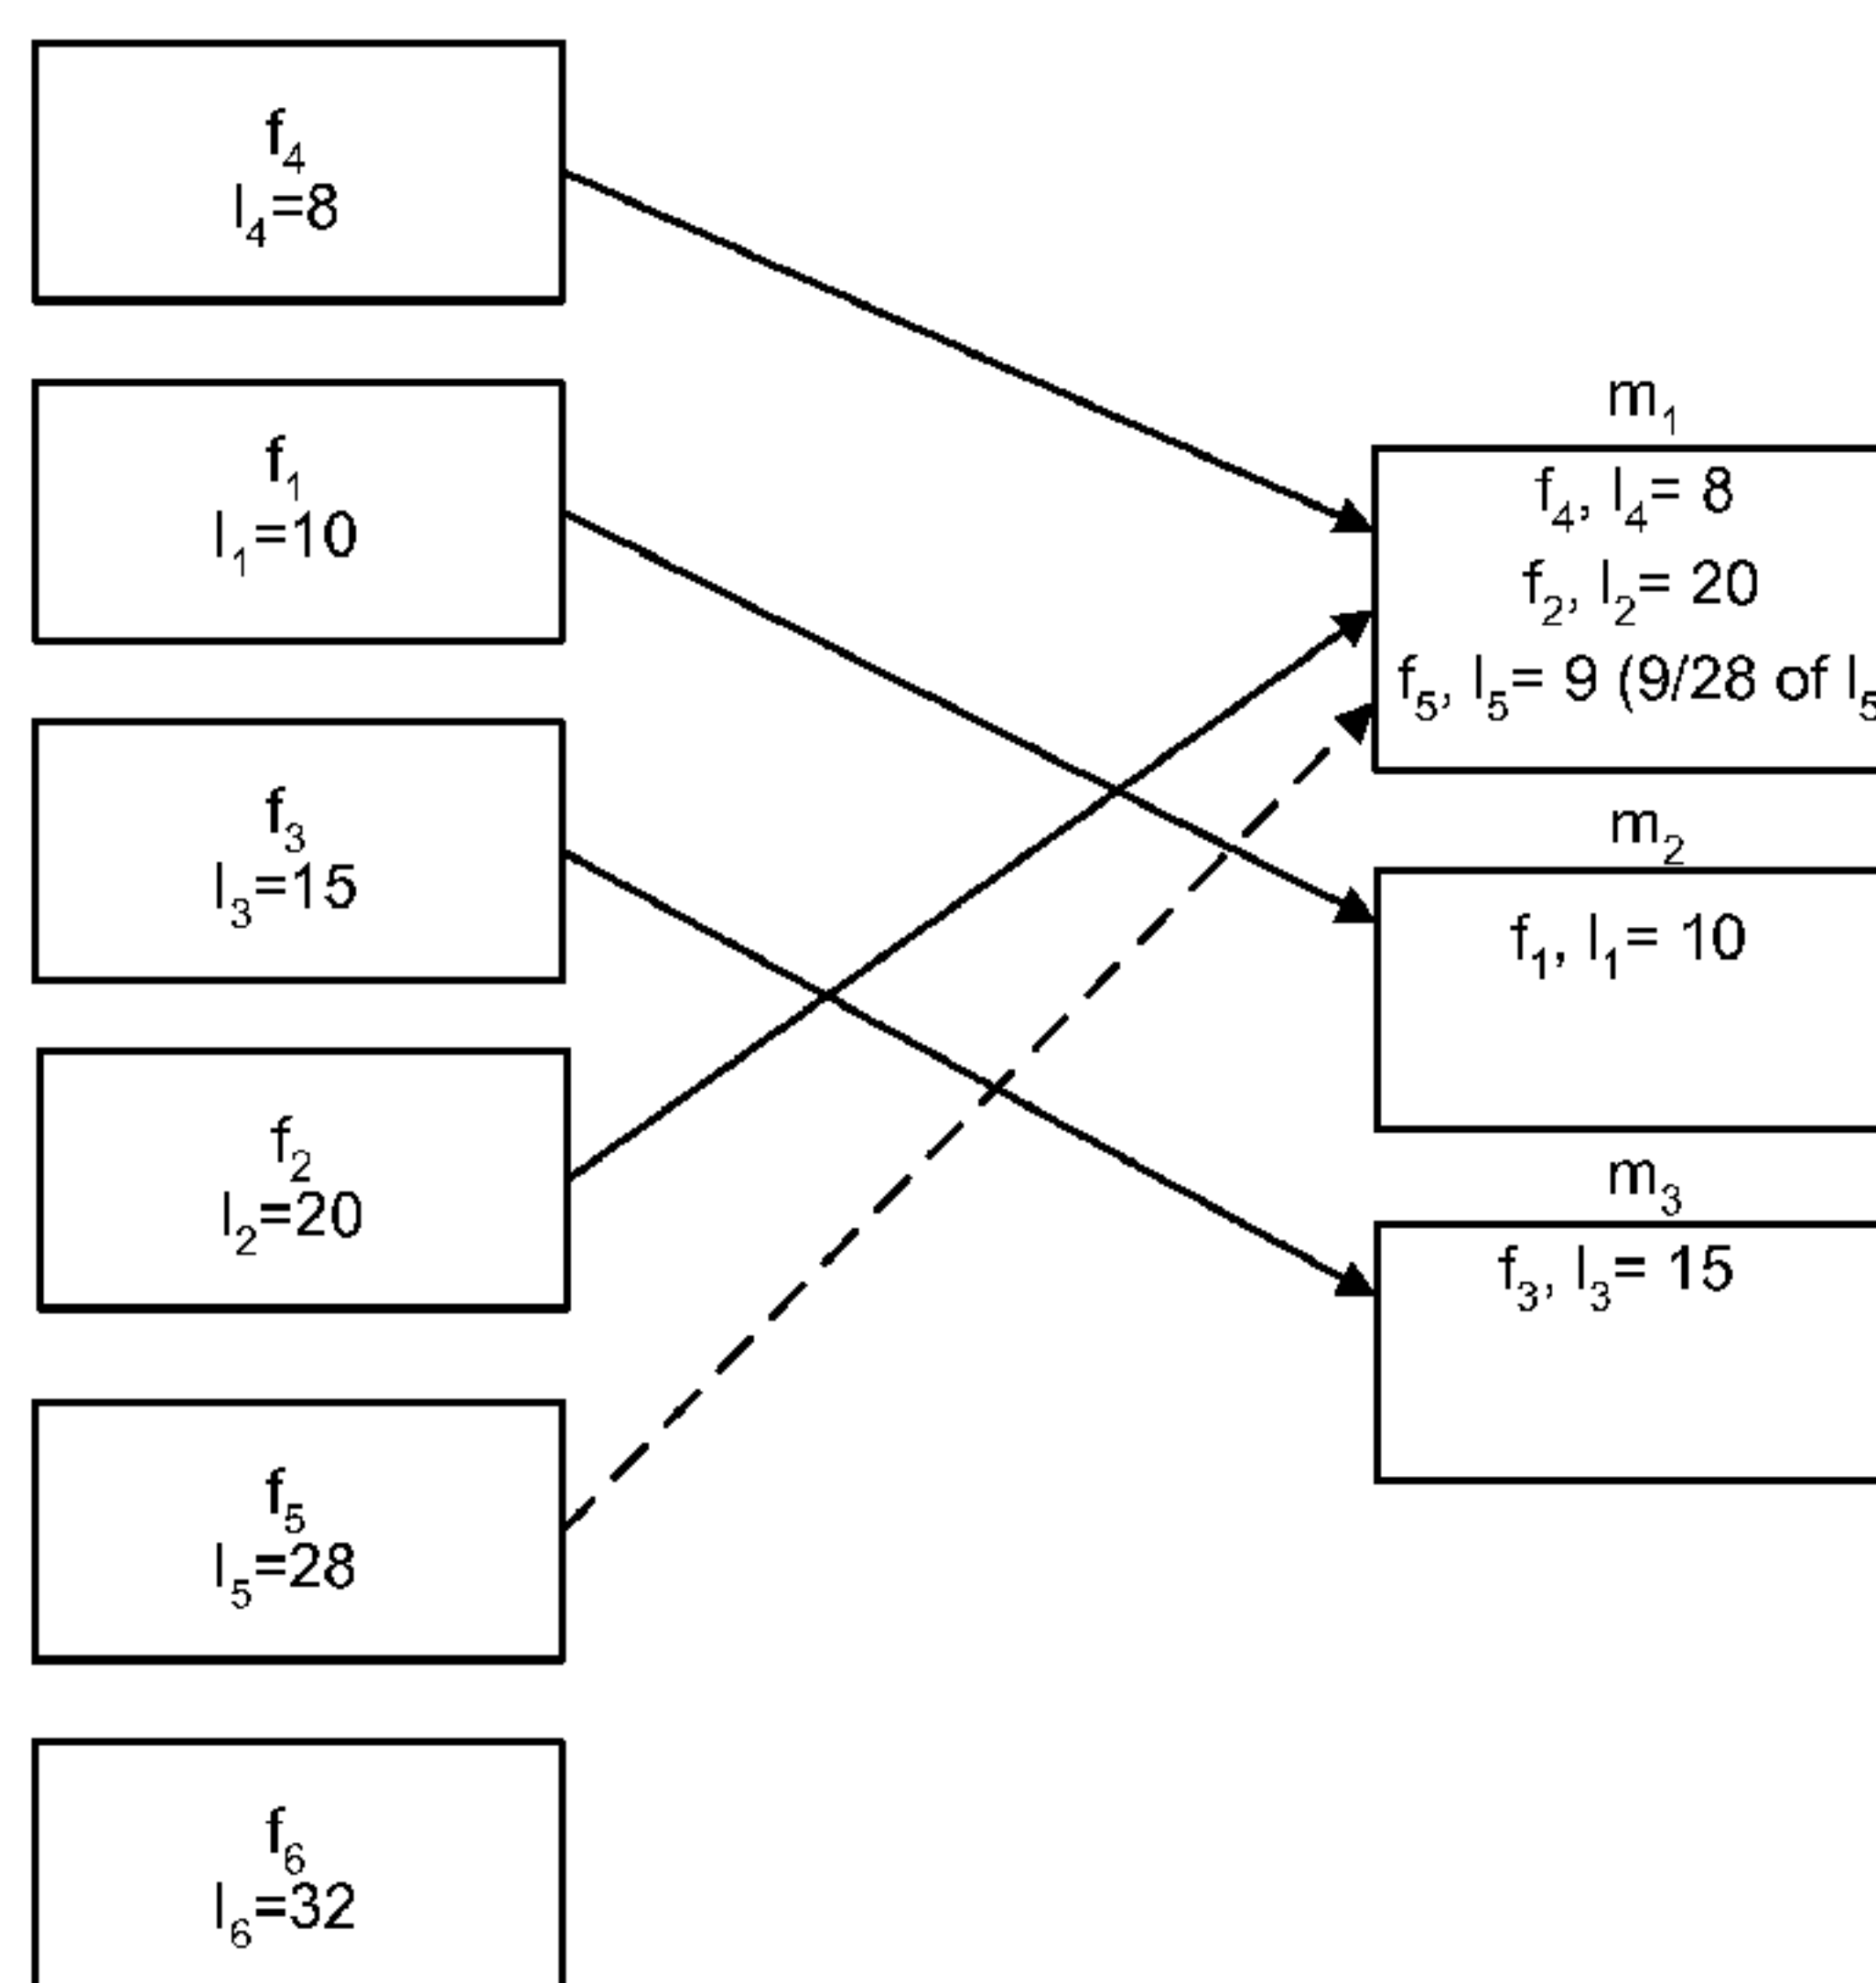 f4
l4=8
f1
l1=10
f3
l3=15
f2
l2=20
f5
l5=28
f6
l6=32
m1
f4, l4= 8
f2, l2= 20
f5, l5= 9 (9/28 of l5
m2
f1, l1= 10
m3
f3, l3= 15